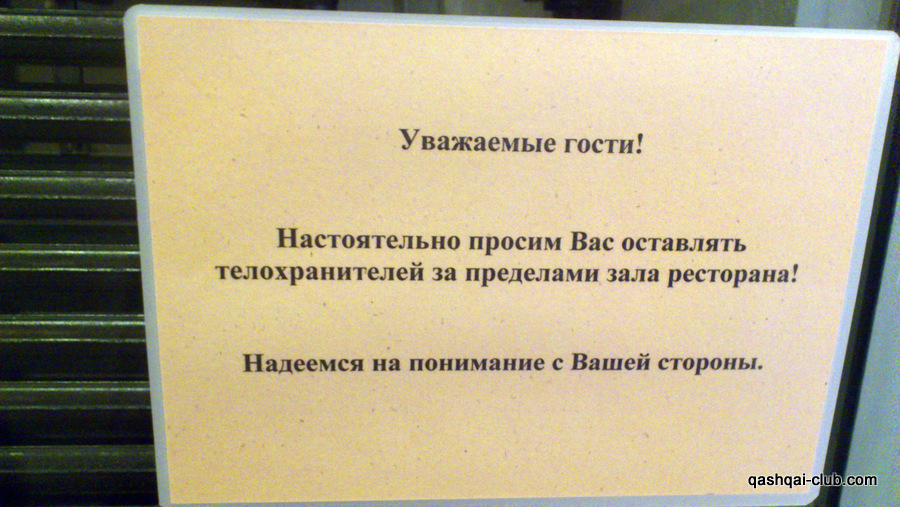 Уважаемые гости!
Настоятельно просим Вас оставлять
телохранителей за пределами зала ресторана!
Надеемся на понимание с Вашей стороны.
qashqai-club.com